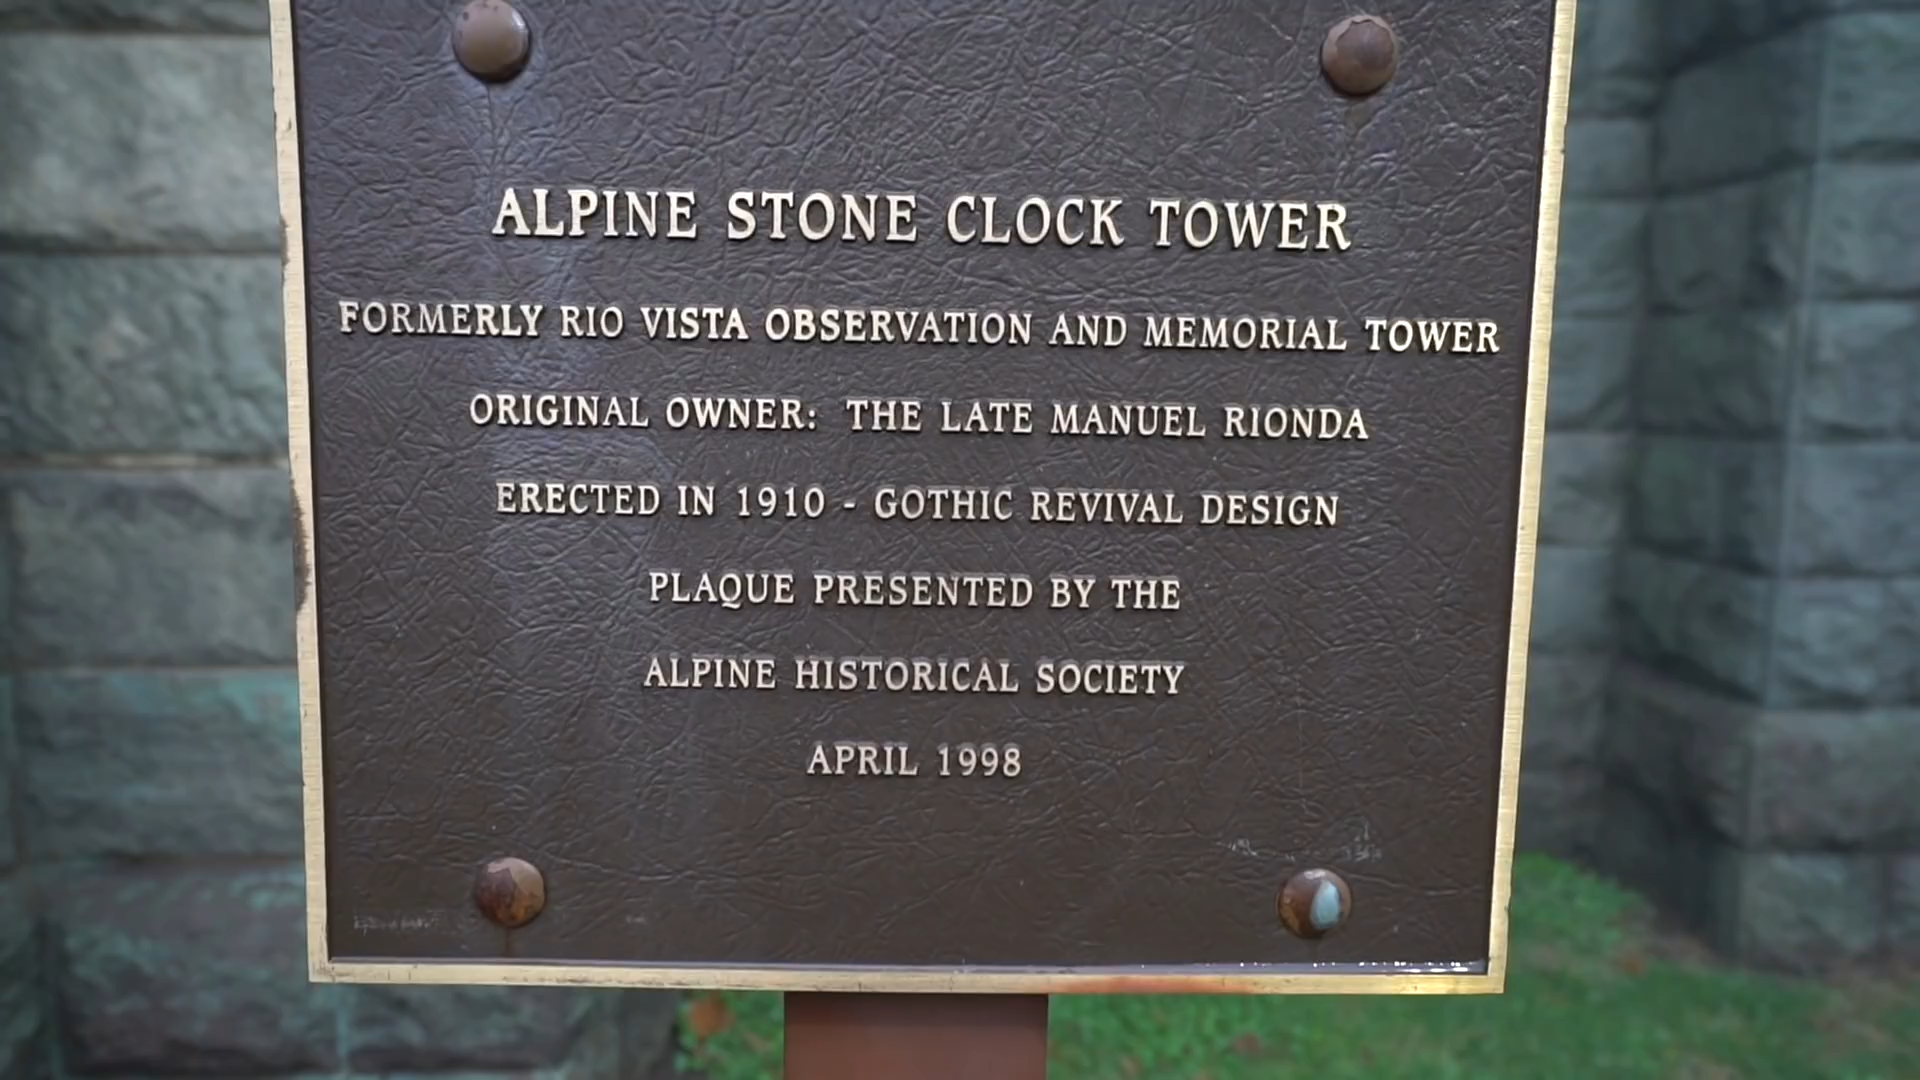 ALPINE STONE CLOCK TOWER
FORMERLY RIO VISTA OBSERVATION AND MEMORIAL TOWER
ORIGINAL OWNER: THE LATE MANUEL RIONDA
ERECTED IN 1910 - GOTHIC REVIVAL DESIGN
PLAQUE PRESENTED BY THE
ALPINE HISTORICAL SOCIETY
APRIL 1998